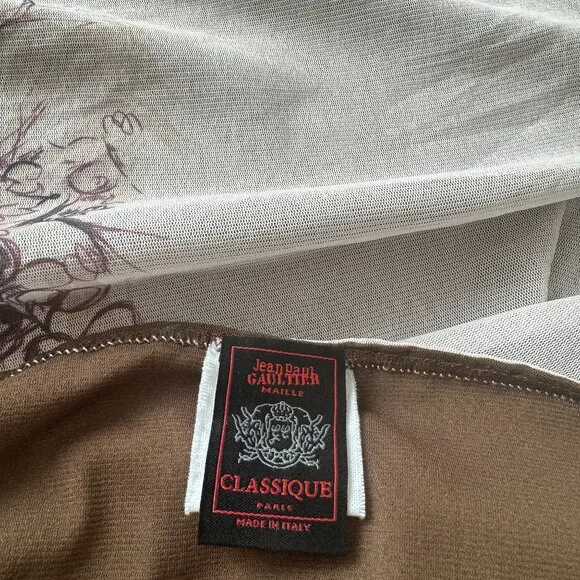 Jean Paul
GAULTIER
MAILLE
CLASSIQUE
PARIS
MADE IN ITALY